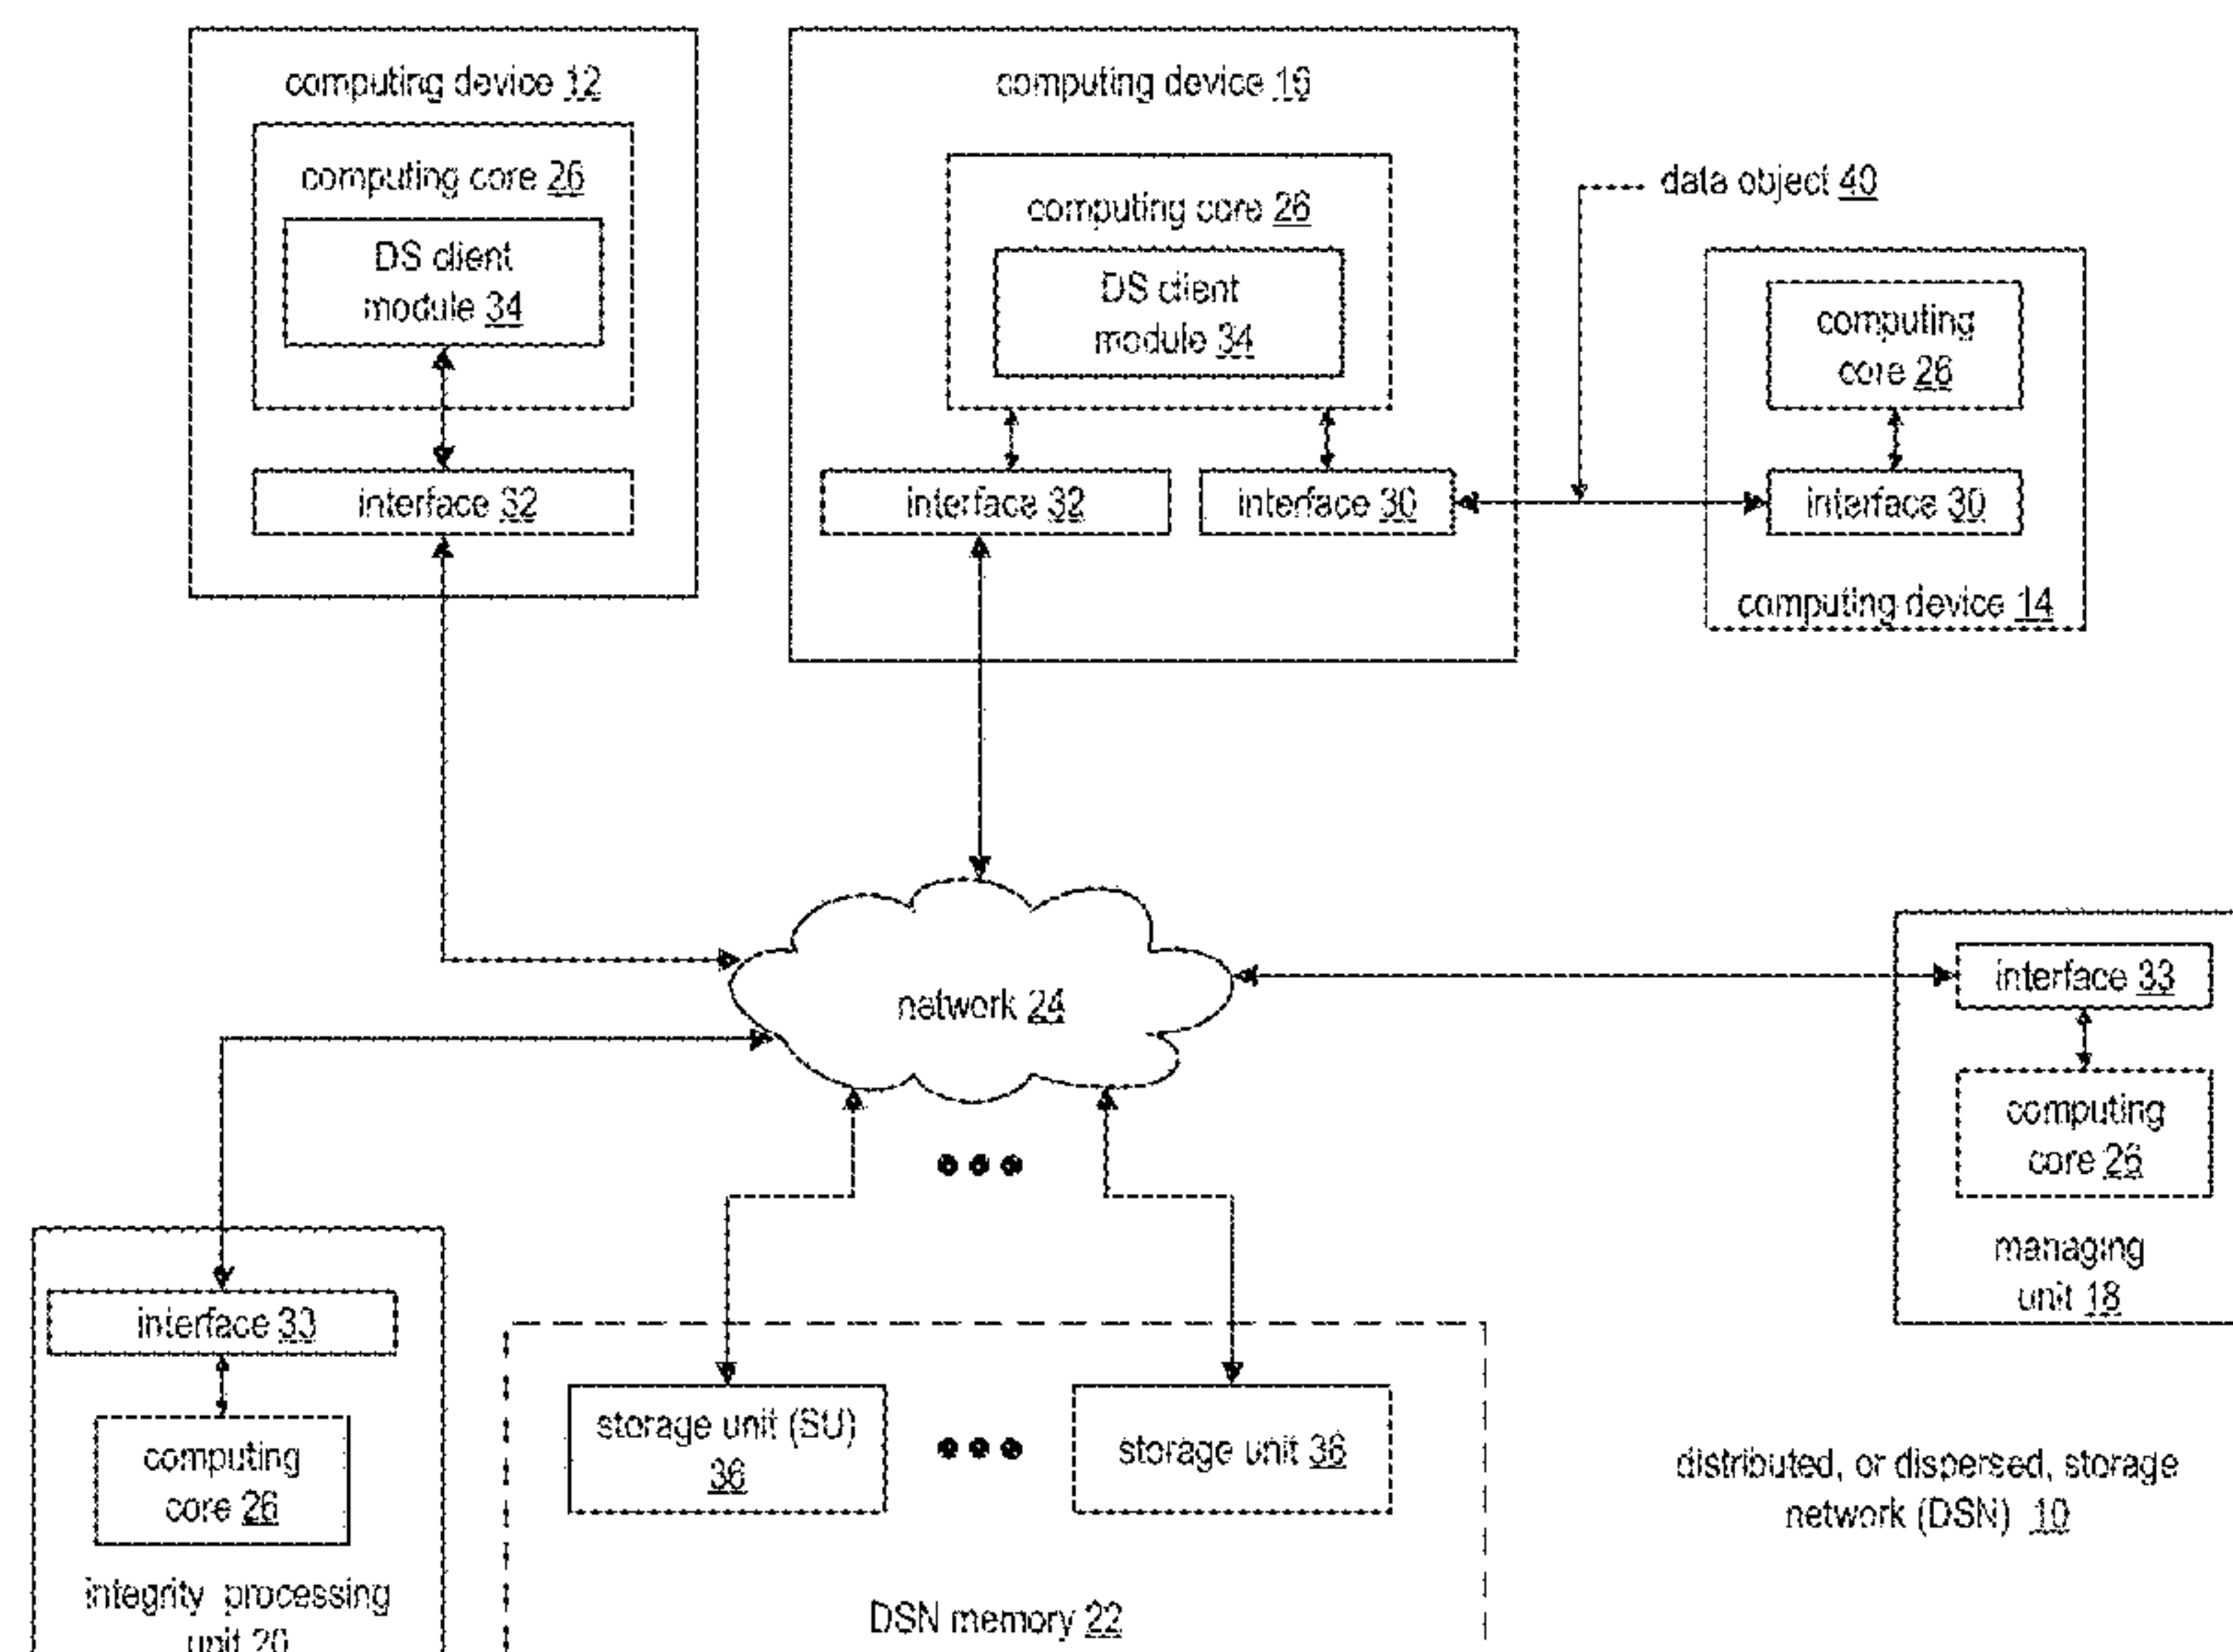 computing device 12
computing core 26
DS client
module 34
interface 32
computing device 16
computing core 26
DS client
module 34
interface 32
interface 30
data object 40
computing
core 26
interface 30
computing device 14
network 24
interface 33
computing
core 26
managing
unit 18
interface 33
computing
core 26
integrity processing
unit 20
storage unit (SU)
36
storage unit 36
DSN memory 22
distributed, or dispersed, storage
network (DSN) 10